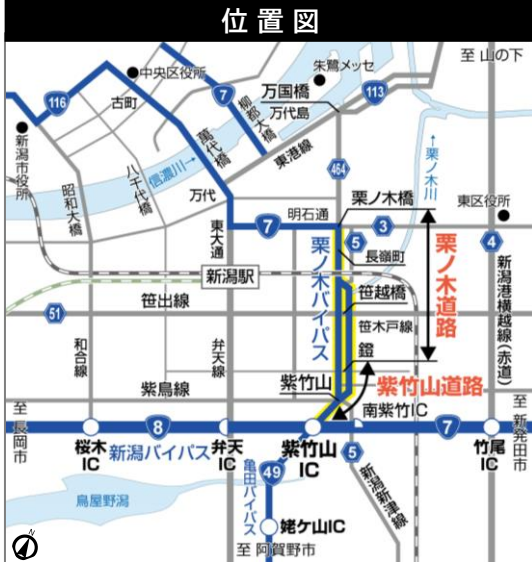 位置図
至 山の下
中央区役所
朱鷺メッセ
116
古町
7
柳都大橋
万国橋
113
万代島
新潟市役所
萬代橋
東港線
←栗ノ木川
信濃川→
八千代橋
昭和大橋
464
万代
栗ノ木橋
東区役所
7
明石通
3
東大通
5
長嶺町
4
新潟駅
栗ノ木バイパス
笹越橋
栗ノ木道路
新潟港横越線(赤道)
51
笹出線
笹木戸線
和合線
弁天線
鐙
紫鳥線
紫竹山
紫竹山道路
至 長岡市
南紫竹IC
至 新発田市
8
7
桜木IC
新潟バイパス
弁天IC
紫竹山IC
竹尾IC
49
5
亀田バイパス
新潟新津線
鳥屋野潟
姥ケ山IC
至 阿賀野市
N